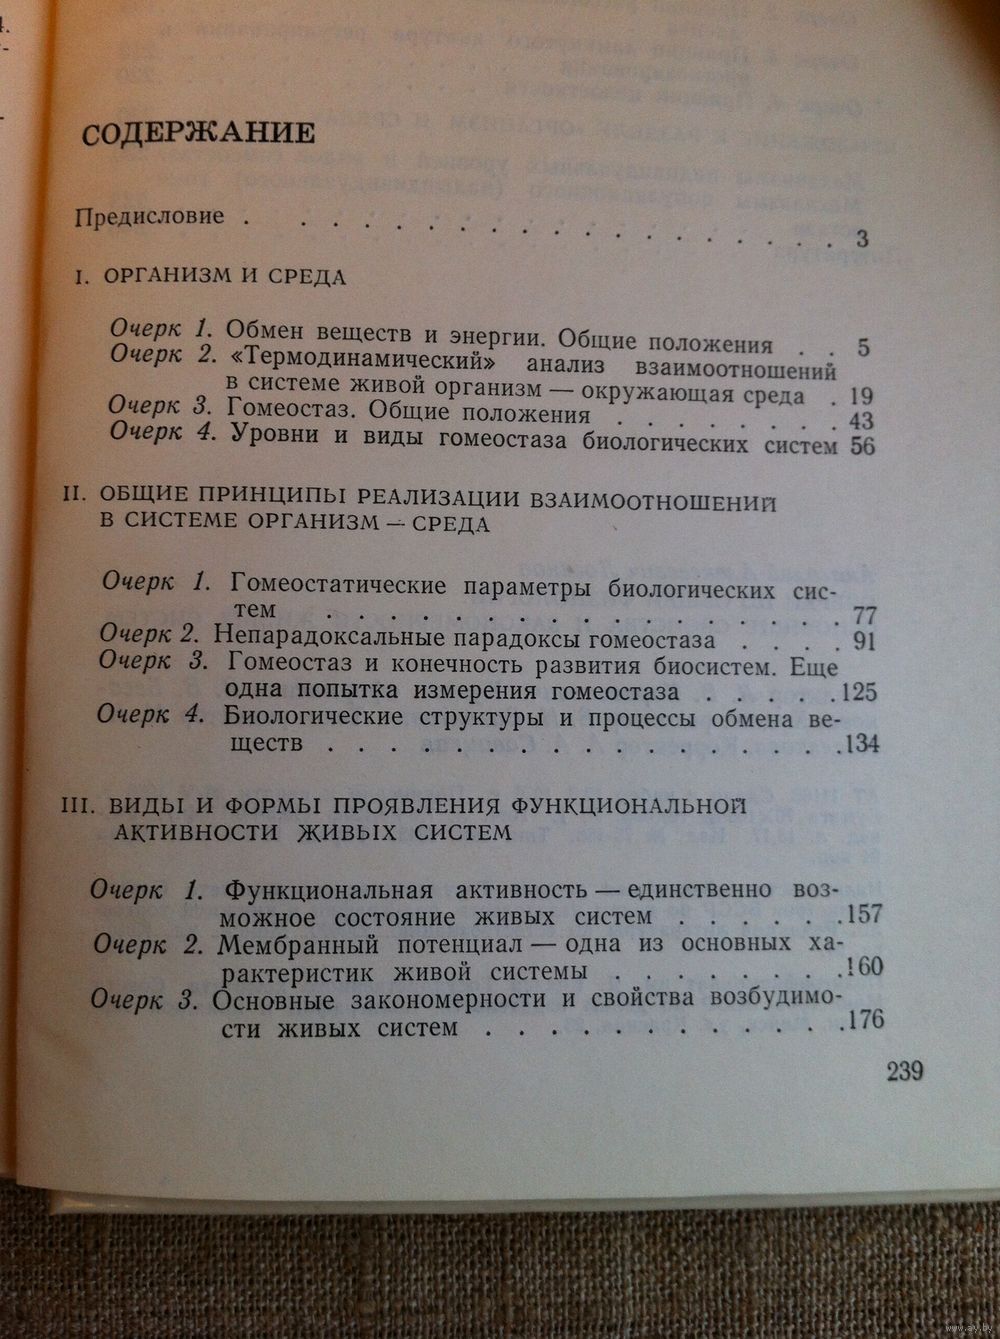 СОДЕРЖАНИЕ
Предисловие . . . . . . . . . . . . . . . . . . . . 3
I. ОРГАНИЗМ И СРЕДА
Очерк 1. Обмен веществ и энергии. Общие положения . . 5
Очерк 2. «Термодинамический» анализ взаимоотношений
в системе живой организм — окружающая среда . 19
Очерк 3. Гомеостаз. Общие положения . . . . . . . . 43
Очерк 4. Уровни и виды гомеостаза биологических систем 56
II. ОБЩИЕ ПРИНЦИПЫ РЕАЛИЗАЦИИ ВЗАИМООТНОШЕНИЙ
В СИСТЕМЕ ОРГАНИЗМ — СРЕДА
Очерк 1. Гомеостатические параметры биологических сис-
тем . . . . . . . . . . . . . . . . . 77
Очерк 2. Непарадоксальные парадоксы гомеостаза . . . . 91
Очерк 3. Гомеостаз и конечность развития биосистем. Еще
одна попытка измерения гомеостаза . . . . . 125
Очерк 4. Биологические структуры и процессы обмена ве-
ществ . . . . . . . . . . . . . . . . 134
III. ВИДЫ И ФОРМЫ ПРОЯВЛЕНИЯ ФУНКЦИОНАЛЬНОЙ
АКТИВНОСТИ ЖИВЫХ СИСТЕМ
Очерк 1. Функциональная активность — единственно воз-
можное состояние живых систем . . . . . . 157
Очерк 2. Мембранный потенциал — одна из основных ха-
рактеристик живой системы . . . . . . . . 160
Очерк 3. Основные закономерности и свойства возбудимо-
сти живых систем . . . . . . . . . . . . 176
239
www.ay.by